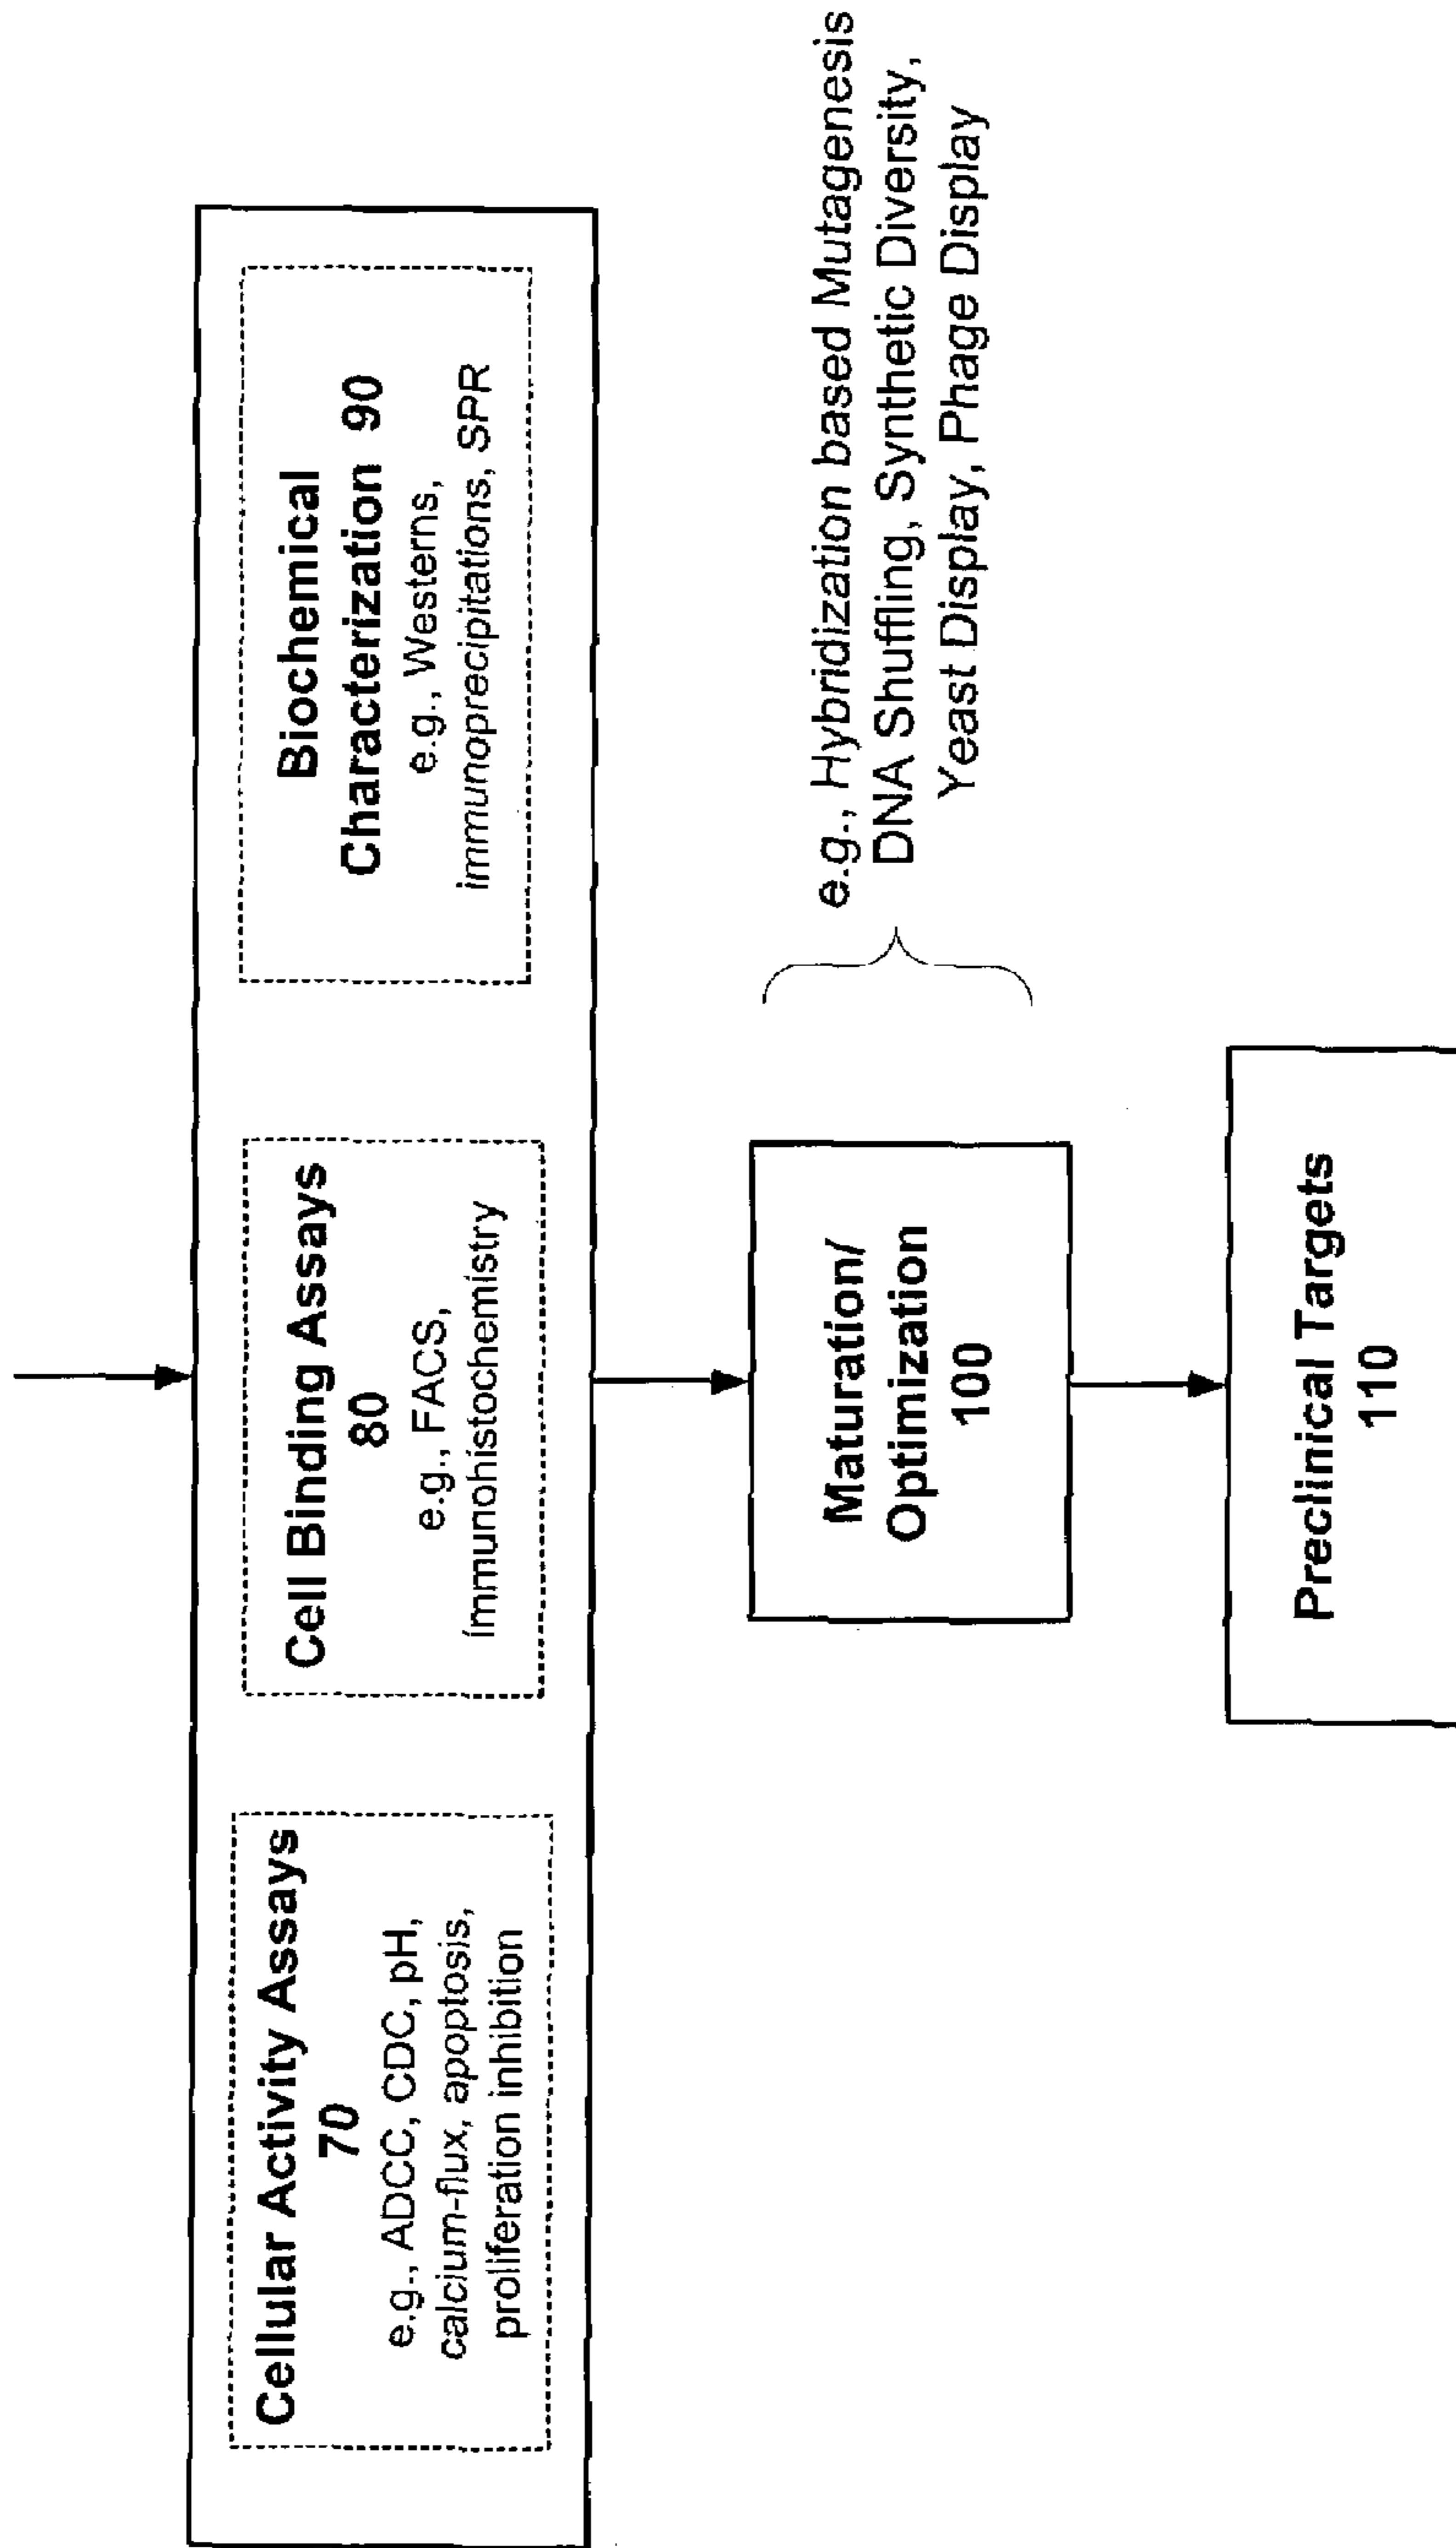 Cellular Activity Assays
70
e.g., ADCC, CDC, pH,
calcium-flux, apoptosis,
proliferation inhibition
Cell Binding Assays
80
e.g., FACS,
immunohistochemistry
Biochemical
Characterization 90
e.g., Westerns,
immunoprecipitations, SPR
Maturation/
Optimization
100
e.g., Hybridization based Mutagenesis
DNA Shuffling, Synthetic Diversity,
Yeast Display, Phage Display
Preclinical Targets
110